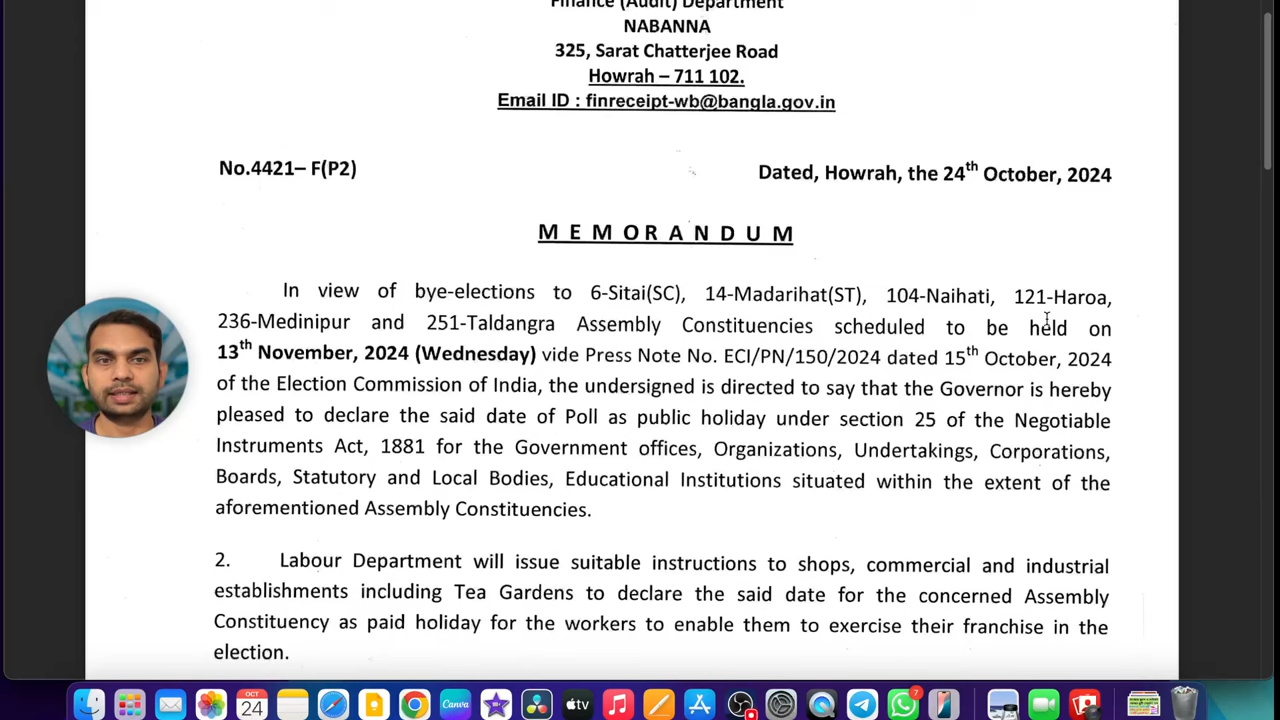 Finance (Audit) Department
NABANNA
325, Sarat Chatterjee Road
Howrah – 711 102.
Email ID : finreceipt-wb@bangla.gov.in
No.4421– F(P2)
Dated, Howrah, the 24th October, 2024
MEMORANDUM
In view of bye-elections to 6-Sitai(SC), 14-Madarihat(ST), 104-Naihati, 121-Haroa,
236-Medinipur and 251-Taldangra Assembly Constituencies scheduled to be held on
13th November, 2024 (Wednesday) vide Press Note No. ECI/PN/150/2024 dated 15th October, 2024
of the Election Commission of India, the undersigned is directed to say that the Governor is hereby
pleased to declare the said date of Poll as public holiday under section 25 of the Negotiable
Instruments Act, 1881 for the Government offices, Organizations, Undertakings, Corporations,
Boards, Statutory and Local Bodies, Educational Institutions situated within the extent of the
aforementioned Assembly Constituencies.
2. Labour Department will issue suitable instructions to shops, commercial and industrial
establishments including Tea Gardens to declare the said date for the concerned Assembly
Constituency as paid holiday for the workers to enable them to exercise their franchise in the
election.
OCT
24
Canva
tv
7